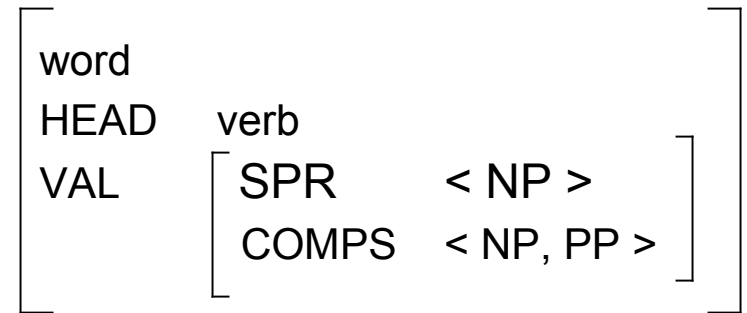 word
HEAD verb
VAL SPR < NP >
COMPS < NP, PP >